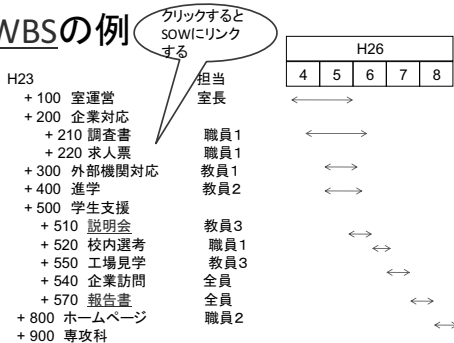 WBSの例
クリックすると
SOWにリンク
する
H26
4 5 6 7 8
H23 担当
+ 100 室運営 室長
+ 200 企業対応
+ 210 調査書 職員1
+ 220 求人票 職員1
+ 300 外部機関対応 教員1
+ 400 進学 教員2
+ 500 学生支援
+ 510 説明会 教員3
+ 520 校内選考 職員1
+ 550 工場見学 教員3
+ 540 企業訪問 全員
+ 570 報告書 全員
+ 800 ホームページ 職員2
+ 900 専攻科